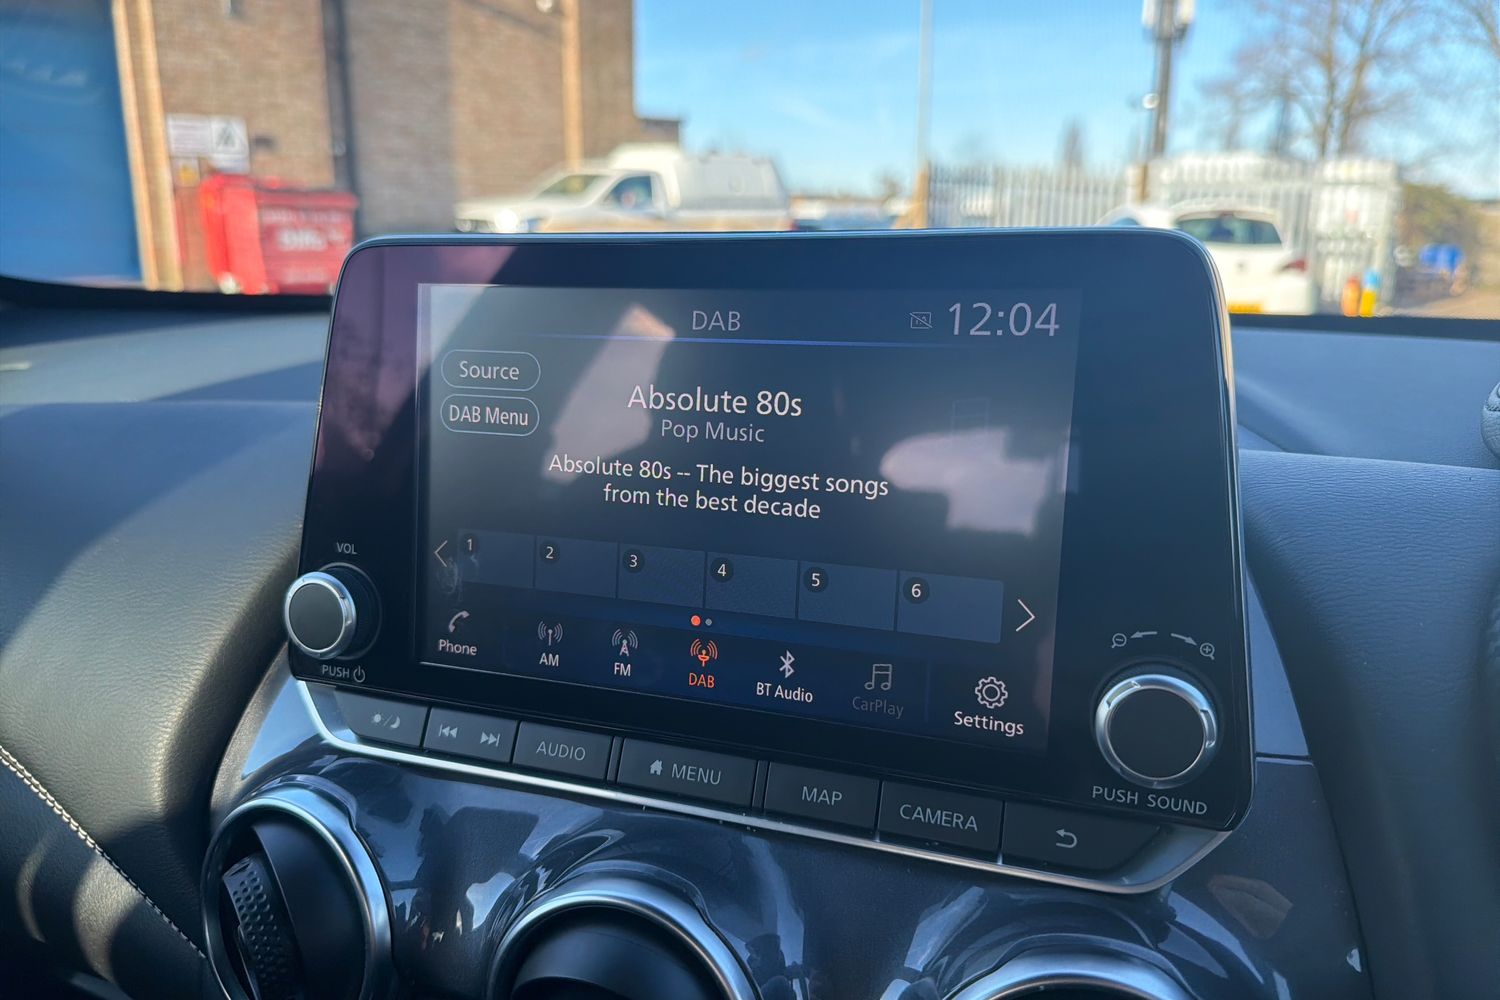 DAB
TA
12:04
Source
DAB Menu
Absolute 80s
Pop Music
Absolute 80s -- The biggest songs
from the best decade
1 2 3 4 5 6
Phone AM FM DAB BT Audio CarPlay Settings
VOL
PUSH
AUDIO MENU MAP CAMERA
PUSH SOUND